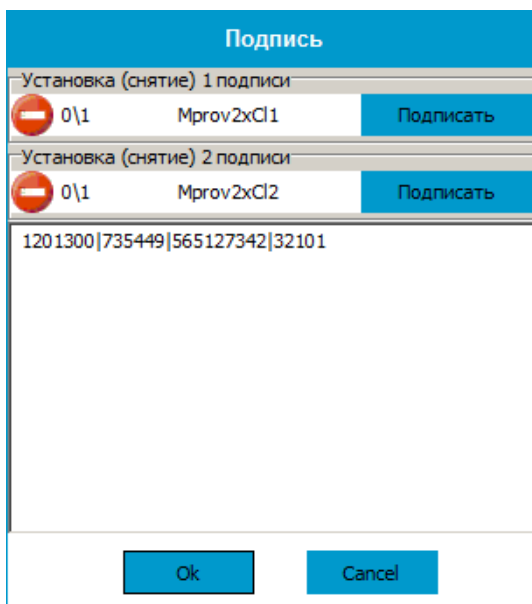 Подпись
Установка (снятие) 1 подписи
0\1 Mprov2xCl1 Подписать
Установка (снятие) 2 подписи
0\1 Mprov2xCl2 Подписать
1201300|735449|565127342|32101
Ok Cancel